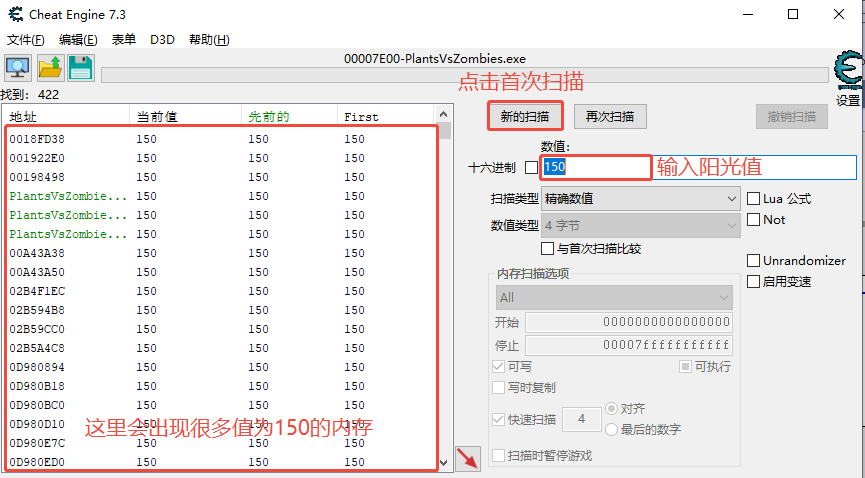 Cheat Engine 7.3
文件(F) 编辑(E) 表单 D3D 帮助(H)
00007E00-PlantsVsZombies.exe
点击首次扫描
找到: 422
设置
地址 当前值 先前的 First
新的扫描 再次扫描 撤销扫描
0018FD38 150 150 150
001922E0 150 150 150
00198498 150 150 150
PlantsVsZombie... 150 150 150
PlantsVsZombie... 150 150 150
PlantsVsZombie... 150 150 150
00A43A38 150 150 150
00A43A50 150 150 150
02B4F1EC 150 150 150
02B594B8 150 150 150
02B59CC0 150 150 150
02B5A4C8 150 150 150
0D980894 150 150 150
0D980B18 150 150 150
0D980BC0 150 150 150
0D980D10 150 150 150
0D980E7C 150 150 150
0D980ED0 150 150 150
这里会出现很多值为150的内存
数值:
十六进制 150 输入阳光值
扫描类型 精确数值 Lua 公式
数值类型 4 字节 Not
与首次扫描比较
Unrandomizer
内存扫描选项 启用变速
All
开始 0000000000000000
停止 00007fffffffffff
可写 可执行
写时复制
快速扫描 4 对齐
最后的数字
扫描时暂停游戏